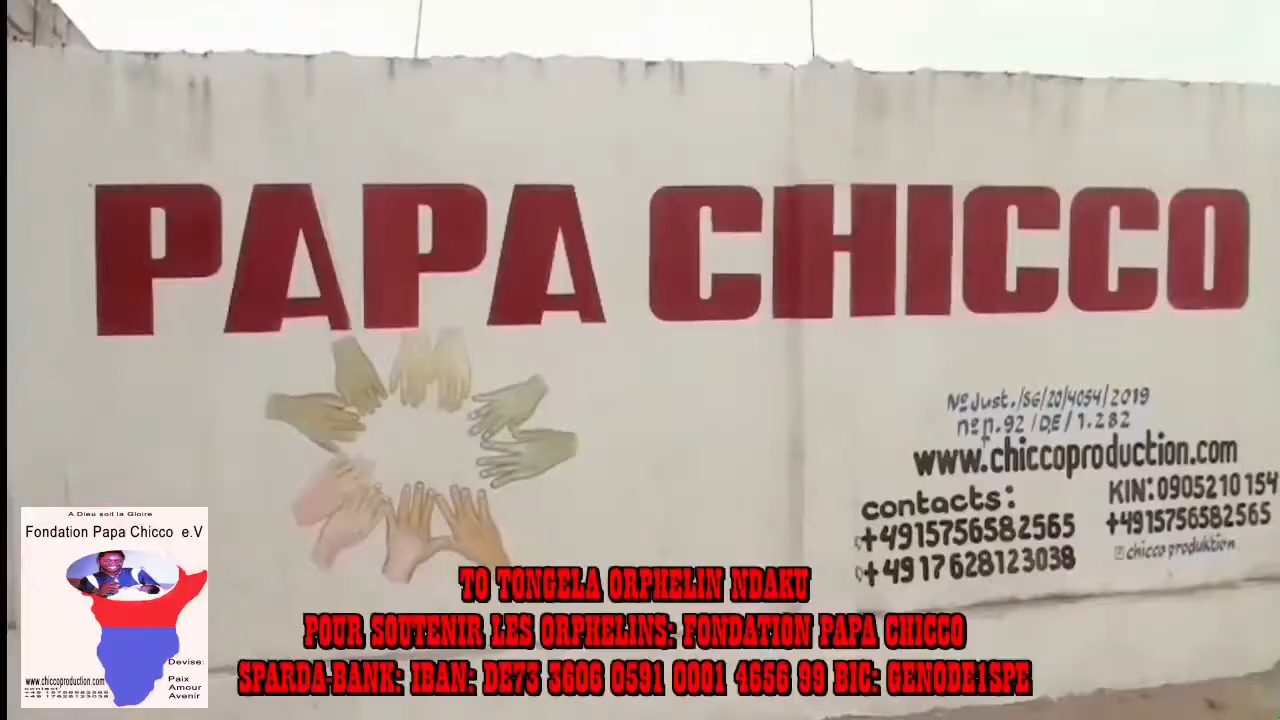 PAPA CHICCO
Nº Just./SG/20/4054/2019
nº n.92/DE/1.282
www.chiccoproduction.com
contacts:
+4915756582565
+4917628123038
KIN: 0905210154
+4915756582565
chicco produktion
A Dieu soit la Gloire
Fondation Papa Chicco e.V
Devise:
Paix
Amour
Avenir
www.chiccoproduction.com
TO TONGELA ORPHELIN NDAKU
POUR SOUTENIR LES ORPHELINS: FONDATION PAPA CHICCO
SPARDA-BANK: IBAN: DE73 3606 0591 0001 4656 99 BIC: GENODE1SPE